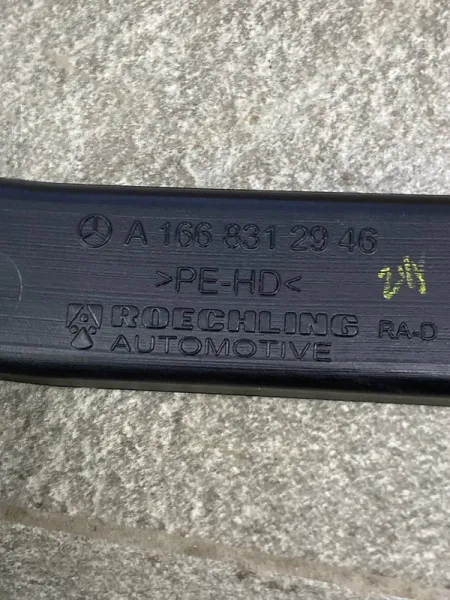 A 166 831 29 46
>PE-HD<
ROECHLING RA-D
AUTOMOTIVE